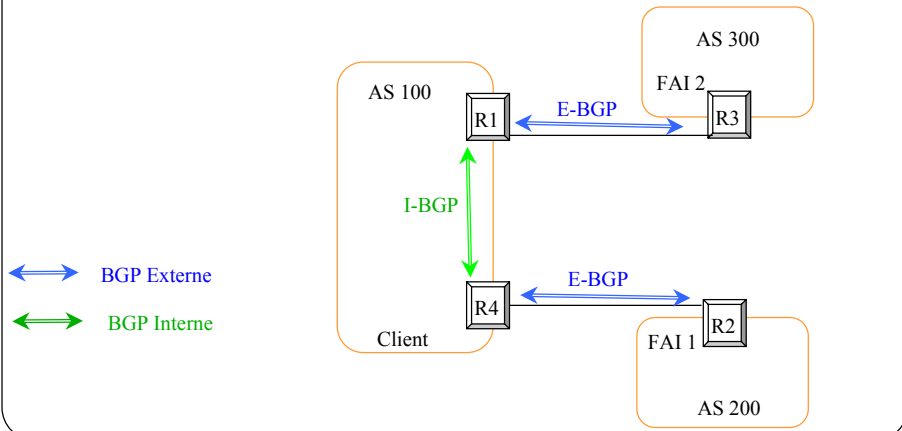 AS 300
AS 100
FAI 2
R1
E-BGP
R3
I-BGP
BGP Externe
E-BGP
R4
BGP Interne
R2
Client
FAI 1
AS 200